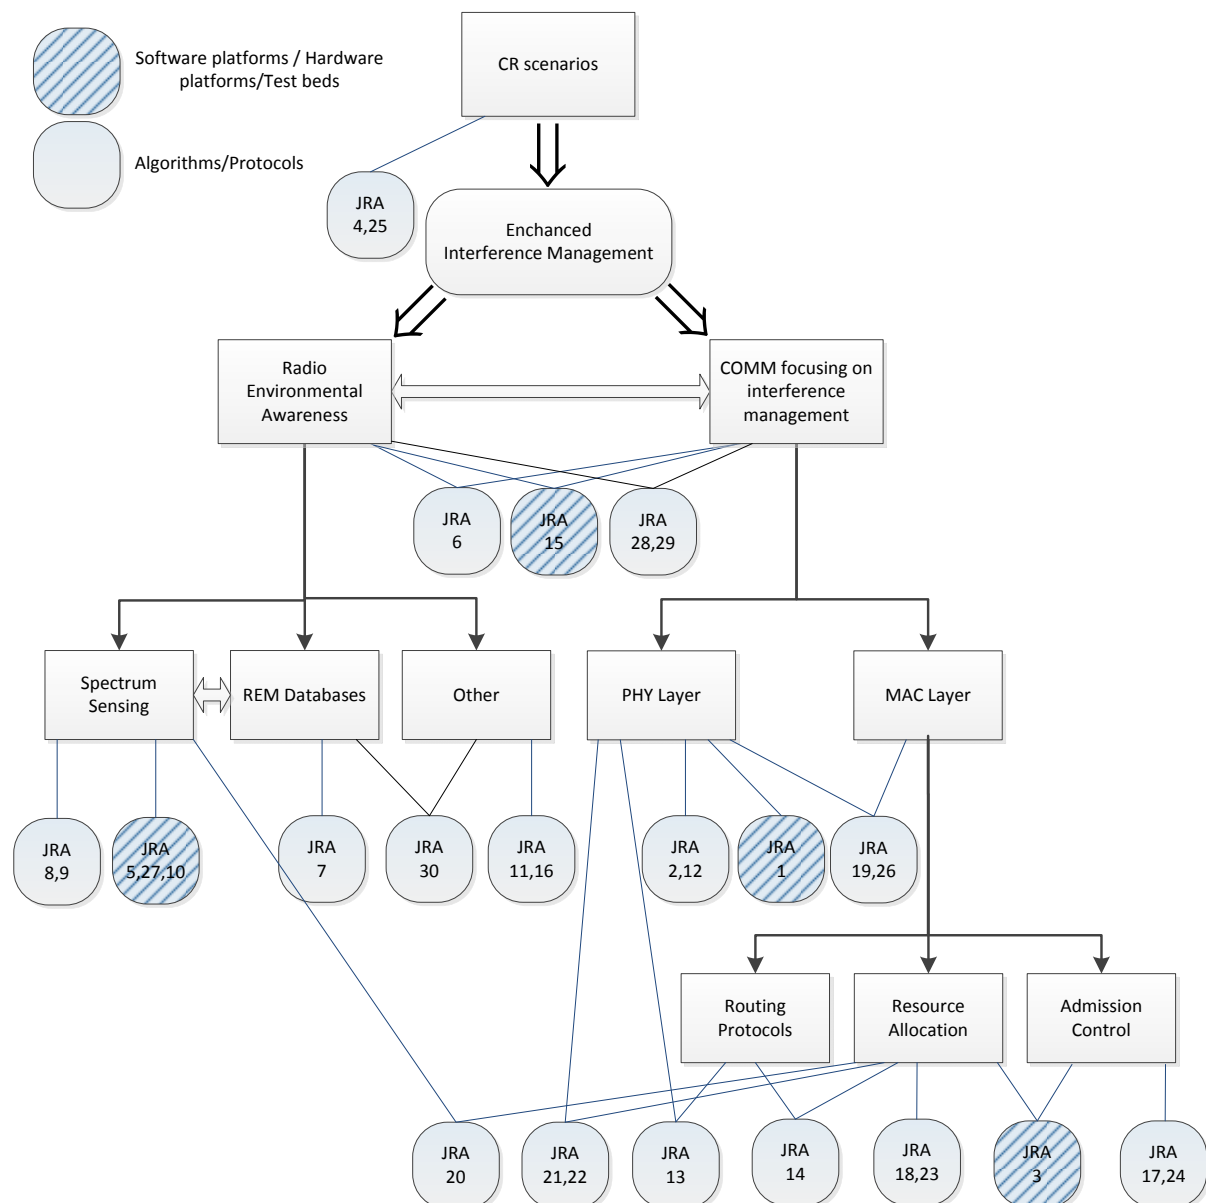 Software platforms / Hardware
platforms/Test beds
Algorithms/Protocols
CR scenarios
JRA
4,25
Enchanced
Interference Management
Radio
Environmental
Awareness
COMM focusing on
interference
management
JRA
6
JRA
15
JRA
28,29
Spectrum
Sensing
REM Databases
Other
PHY Layer
MAC Layer
JRA
8,9
JRA
5,27,10
JRA
7
JRA
30
JRA
11,16
JRA
2,12
JRA
1
JRA
19,26
Routing
Protocols
Resource
Allocation
Admission
Control
JRA
20
JRA
21,22
JRA
13
JRA
14
JRA
18,23
JRA
3
JRA
17,24